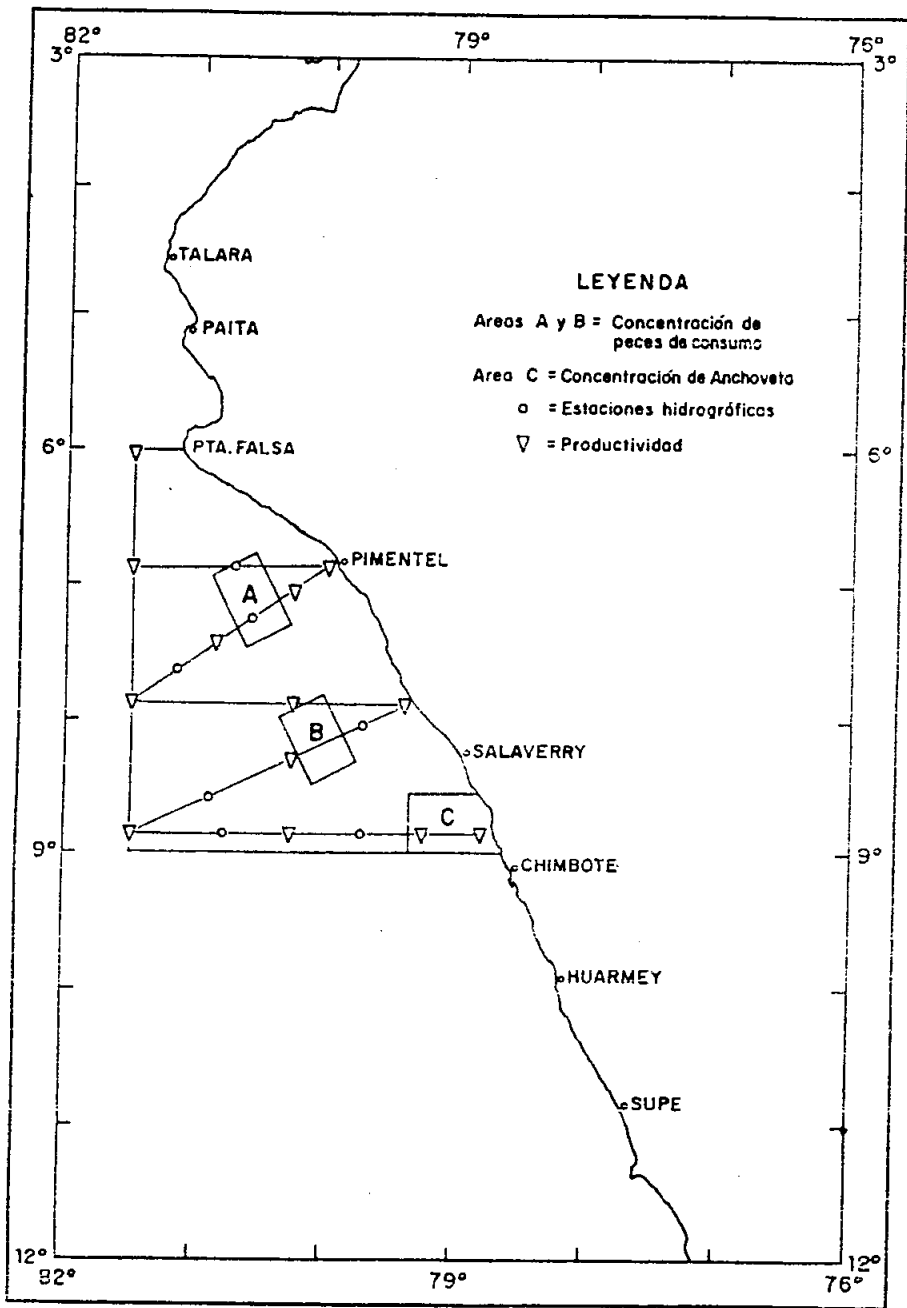 82° 79° 76°
3° 3°
TALARA
LEYENDA
Areas A y B = Concentración de
peces de consumo
PAITA
Area C = Concentración de Anchoveta
o = Estaciones hidrográficas
▽ = Productividad
6° PTA. FALSA 6°
PIMENTEL
A
B
SALAVERRY
C
9° 9°
CHIMBOTE
HUARMEY
SUPE
12° 12°
82° 79° 76°